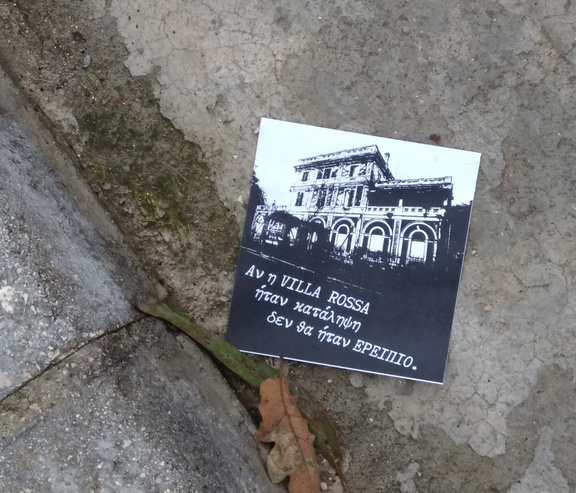 Αν η VILLA ROSSA
ήταν κατάληψη
δεν θα ήταν ΕΡΕΙΠΙΟ.